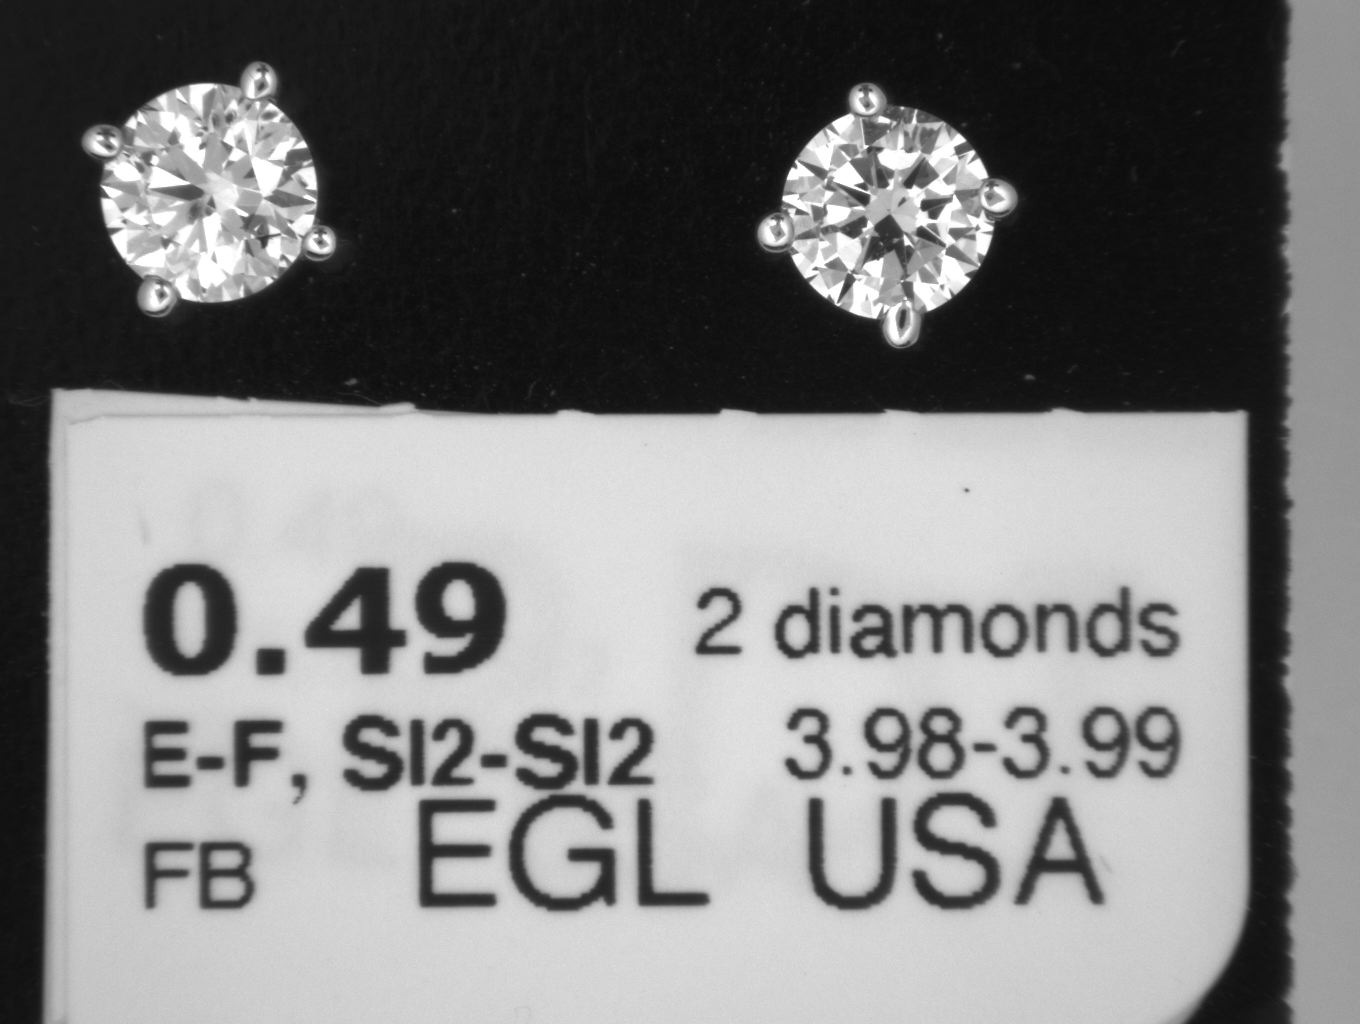 0.49 2 diamonds
E-F, SI2-SI2 3.98-3.99
FB EGL USA